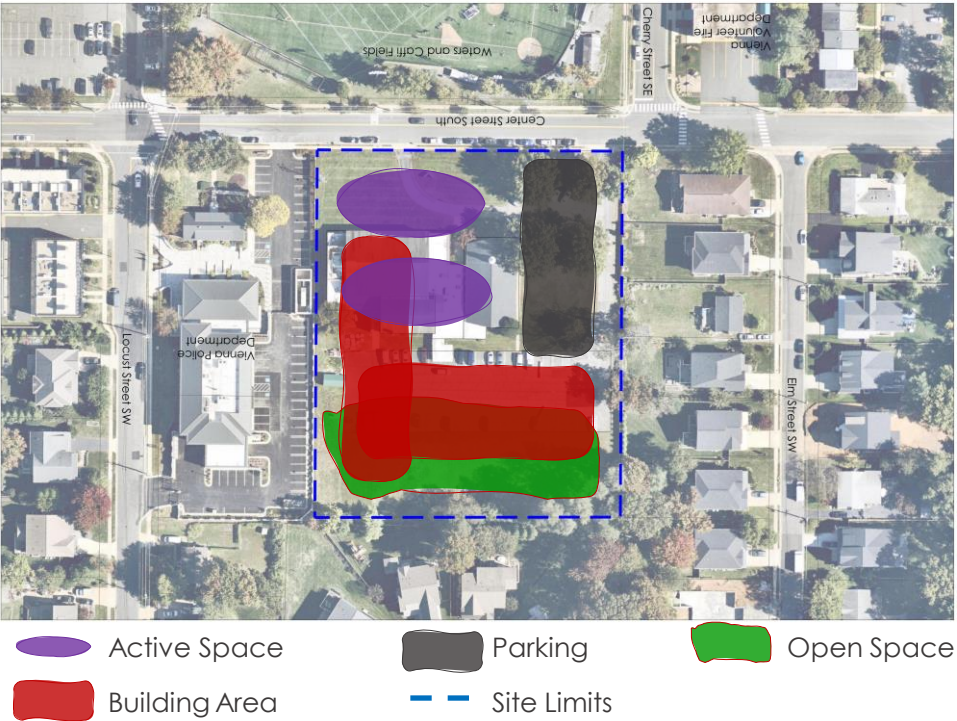 Waters and Caffi Fields
Cherry Street SE
Vienna
Volunteer Fire
Department
Center Street South
Vienna Police
Department
Locust Street SW
Elm Street SW
Active Space
Parking
Open Space
Building Area
Site Limits